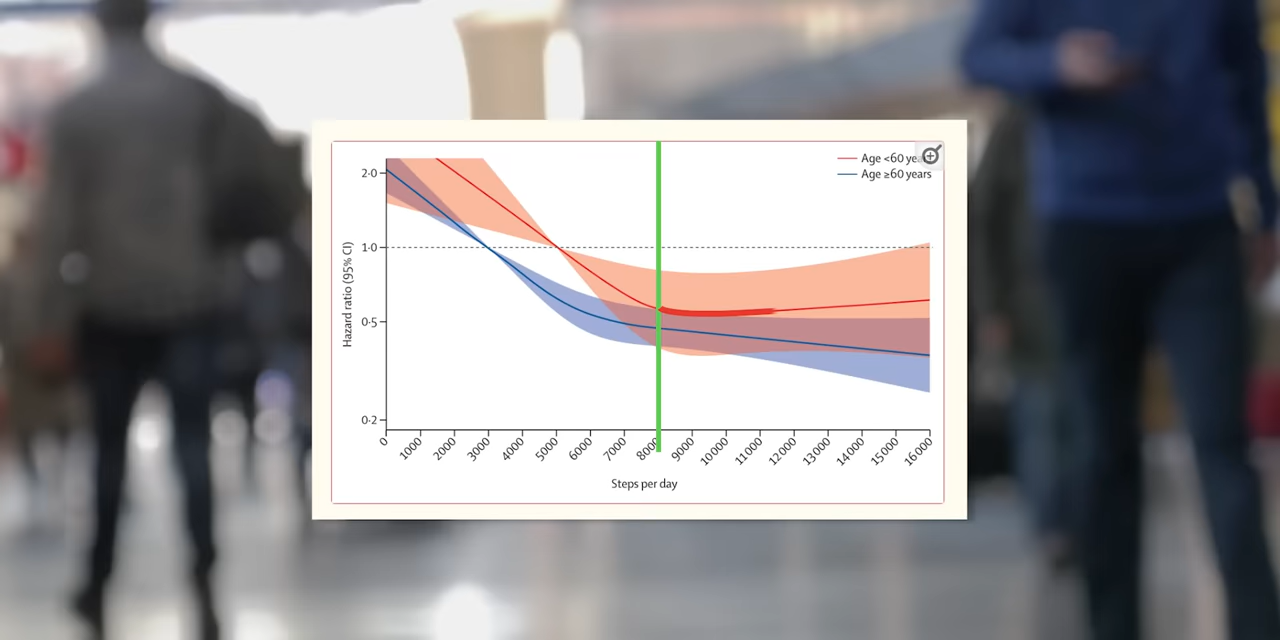 Age <60 yea
Age ≥60 years
Hazard ratio (95% CI)
2·0
1·0
0·5
0·2
0 1000 2000 3000 4000 5000 6000 7000 8000 9000 10000 11000 12000 13000 14000 15000 16000
Steps per day